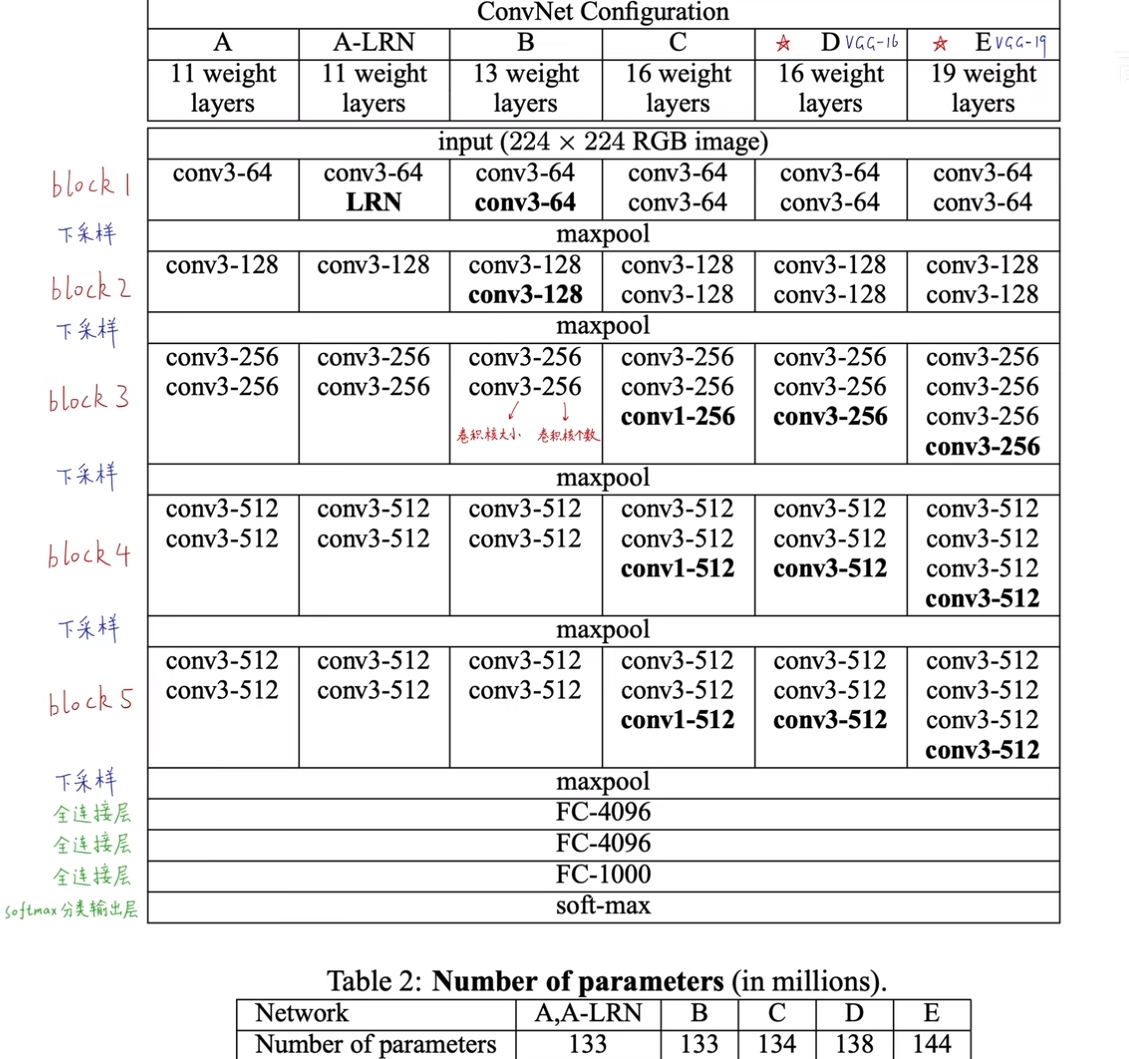 ConvNet Configuration
A A-LRN B C ☆ D VGG-16 ☆ E VGG-19
11 weight layers 11 weight layers 13 weight layers 16 weight layers 16 weight layers 19 weight layers
input (224 × 224 RGB image)
block 1
conv3-64 conv3-64 conv3-64 conv3-64 conv3-64 conv3-64
LRN conv3-64 conv3-64 conv3-64 conv3-64
下采样 maxpool
block 2
conv3-128 conv3-128 conv3-128 conv3-128 conv3-128 conv3-128
conv3-128 conv3-128 conv3-128 conv3-128
下采样 maxpool
block 3
conv3-256 conv3-256 conv3-256 conv3-256 conv3-256 conv3-256
conv3-256 conv3-256 conv3-256 conv3-256 conv3-256 conv3-256
卷积核大小 卷积核个数 conv1-256 conv3-256 conv3-256
conv3-256
下采样 maxpool
block 4
conv3-512 conv3-512 conv3-512 conv3-512 conv3-512 conv3-512
conv3-512 conv3-512 conv3-512 conv3-512 conv3-512 conv3-512
conv1-512 conv3-512 conv3-512
conv3-512
下采样 maxpool
block 5
conv3-512 conv3-512 conv3-512 conv3-512 conv3-512 conv3-512
conv3-512 conv3-512 conv3-512 conv3-512 conv3-512 conv3-512
conv1-512 conv3-512 conv3-512
conv3-512
下采样 maxpool
全连接层 FC-4096
全连接层 FC-4096
全连接层 FC-1000
softmax分类输出层 soft-max
Table 2: Number of parameters (in millions).
Network A,A-LRN B C D E
Number of parameters 133 133 134 138 144